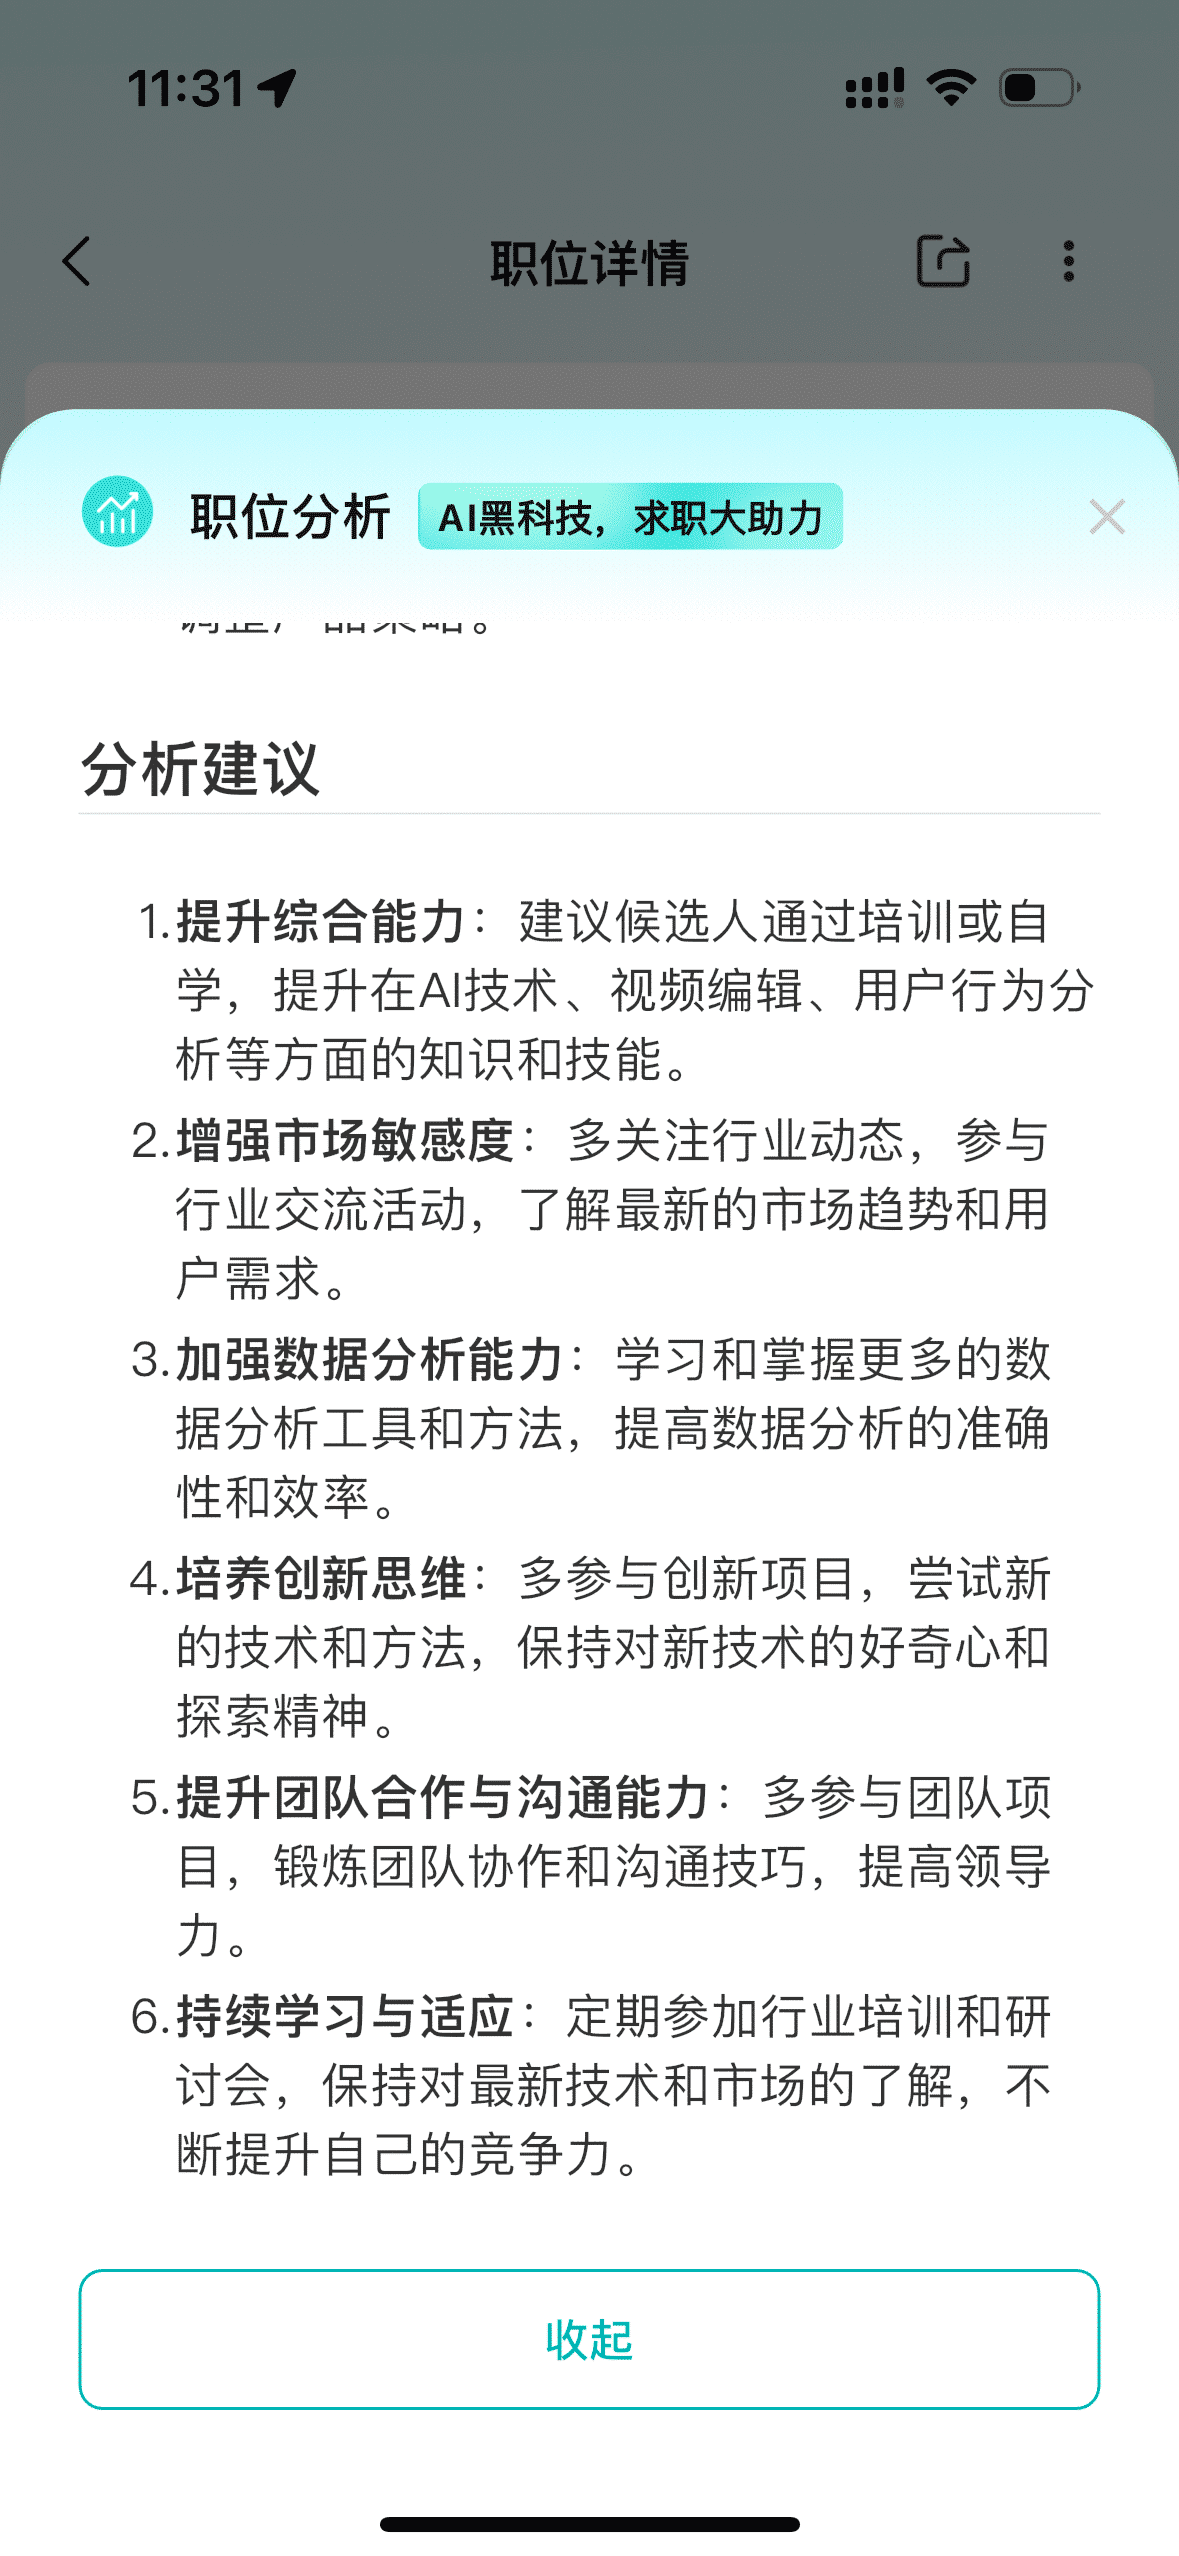 11:31
职位详情
职位分析
AI黑科技，求职大助力
调整产品策略。
分析建议
1.提升综合能力：建议候选人通过培训或自
学，提升在AI技术、视频编辑、用户行为分
析等方面的知识和技能。
2.增强市场敏感度：多关注行业动态，参与
行业交流活动，了解最新的市场趋势和用
户需求。
3.加强数据分析能力：学习和掌握更多的数
据分析工具和方法，提高数据分析的准确
性和效率。
4.培养创新思维：多参与创新项目，尝试新
的技术和方法，保持对新技术的好奇心和
探索精神。
5.提升团队合作与沟通能力：多参与团队项
目，锻炼团队协作和沟通技巧，提高领导
力。
6.持续学习与适应：定期参加行业培训和研
讨会，保持对最新技术和市场的了解，不
断提升自己的竞争力。
收起